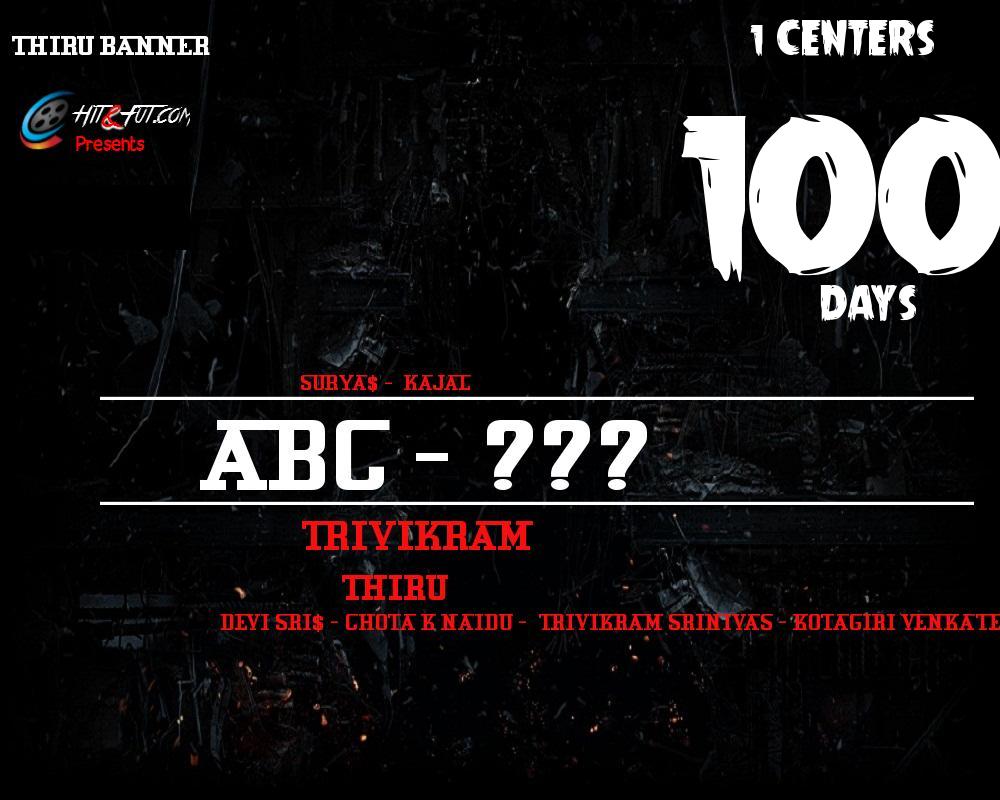 THIRU BANNER
1 CENTERS
HIT&FUT.COM
Presents
100
DAYS
SURYA$ - KAJAL
ABC - ???
TRIVIKRAM
THIRU
DEVI SRI$ - CHOTA K NAIDU - TRIVIKRAM SRINIVAS - KOTAGIRI VENKATE